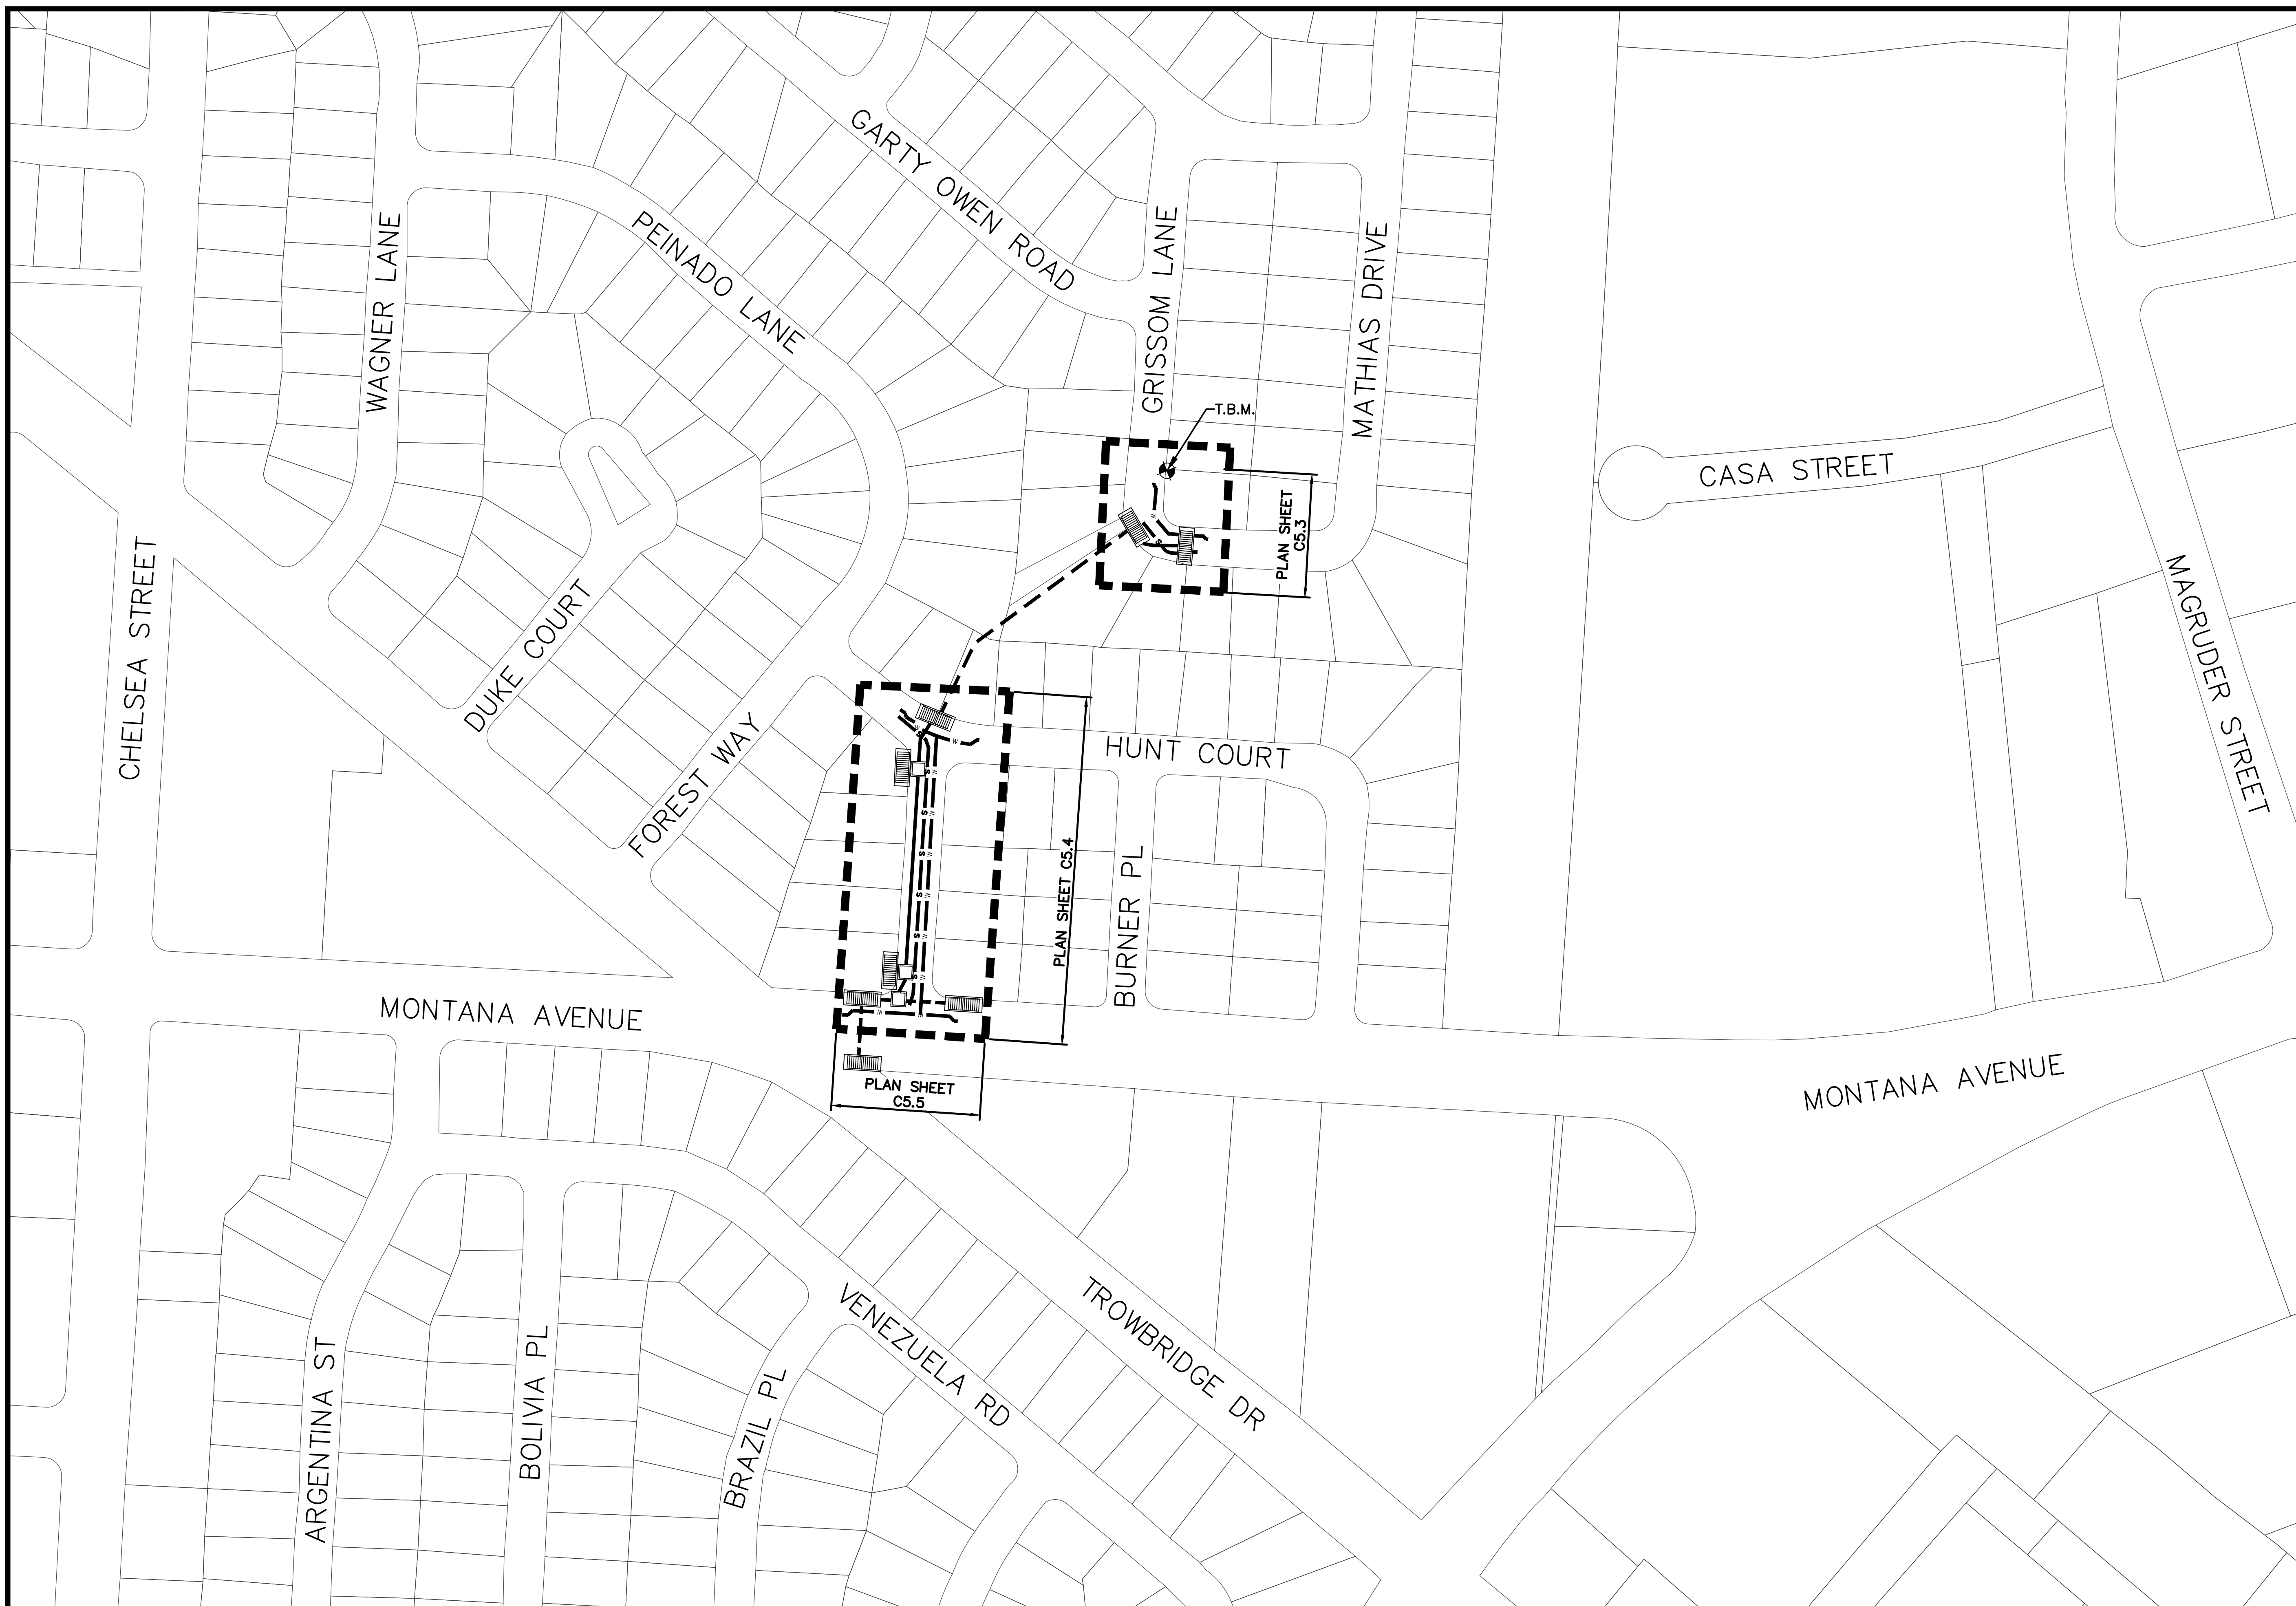 GARTY OWEN ROAD
PEINADO LANE
WAGNER LANE
GRISSOM LANE
MATHIAS DRIVE
T.B.M.
CASA STREET
PLAN SHEET
C5.3
CHELSEA STREET
DUKE COURT
MAGRUDER STREET
FOREST WAY
HUNT COURT
W
S
W
S
W
S
W
S
W
S
W
S
W
S
W
S
W
W
PLAN SHEET C5.4
BURNER PL
MONTANA AVENUE
PLAN SHEET
C5.5
MONTANA AVENUE
VENEZUELA RD
TROWBRIDGE DR
ARGENTINA ST
BOLIVIA PL
BRAZIL PL